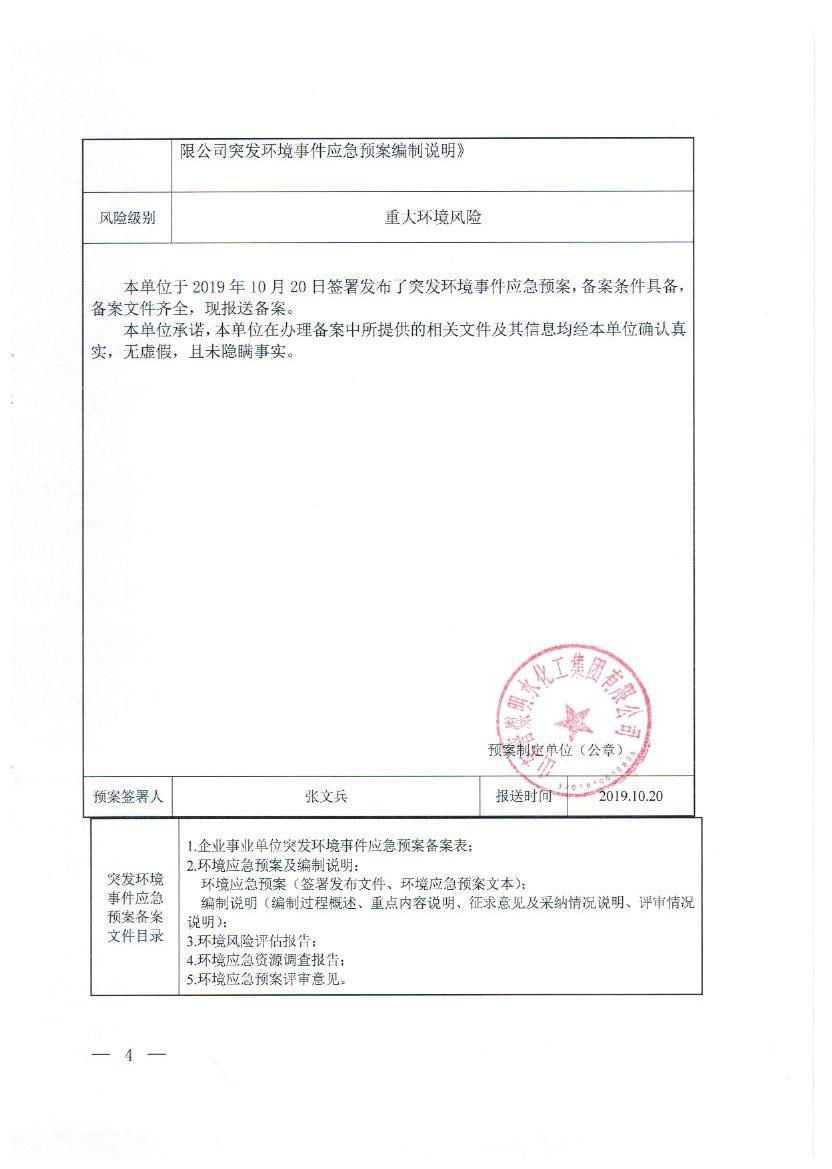 限公司突发环境事件应急预案编制说明》
风险级别
重大环境风险
本单位于 2019 年 10 月 20 日签署发布了突发环境事件应急预案，备案条件具备，
备案文件齐全，现报送备案。
本单位承诺，本单位在办理备案中所提供的相关文件及其信息均经本单位确认真
实，无虚假，且未隐瞒事实。
明水化工集团有限公司
预案制定单位（公章）
预案签署人
张文兵
报送时间
2019.10.20
突发环境
事件应急
预案备案
文件目录
1.企业事业单位突发环境事件应急预案备案表；
2.环境应急预案及编制说明：
环境应急预案（签署发布文件、环境应急预案文本）；
编制说明（编制过程概述、重点内容说明、征求意见及采纳情况说明、评审情况
说明）；
3.环境风险评估报告；
4.环境应急资源调查报告；
5.环境应急预案评审意见。
— 4 —